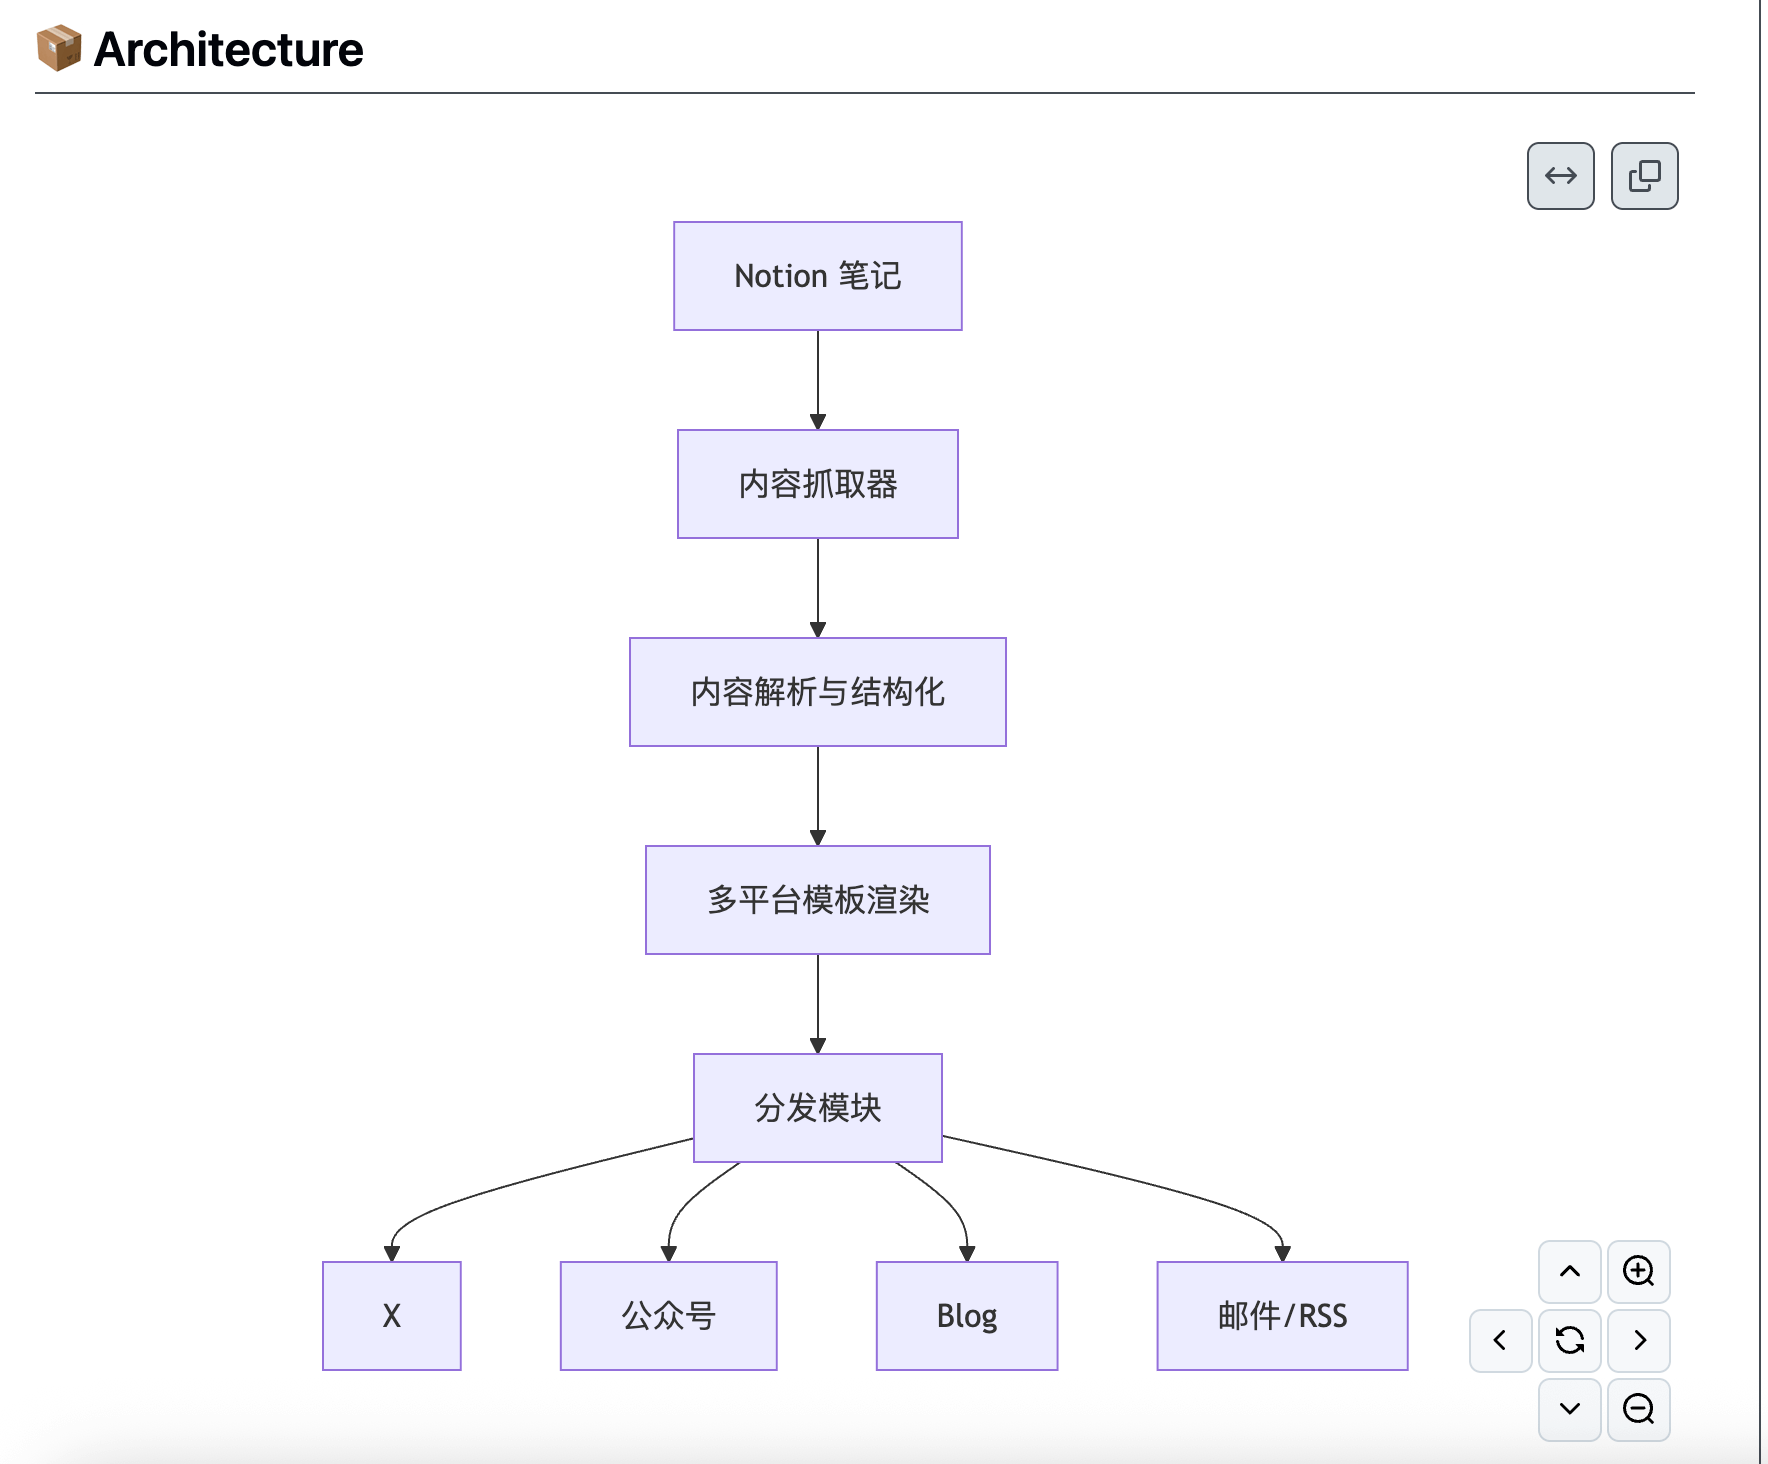 Architecture
Notion 笔记
内容抓取器
内容解析与结构化
多平台模板渲染
分发模块
X
公众号
Blog
邮件/RSS